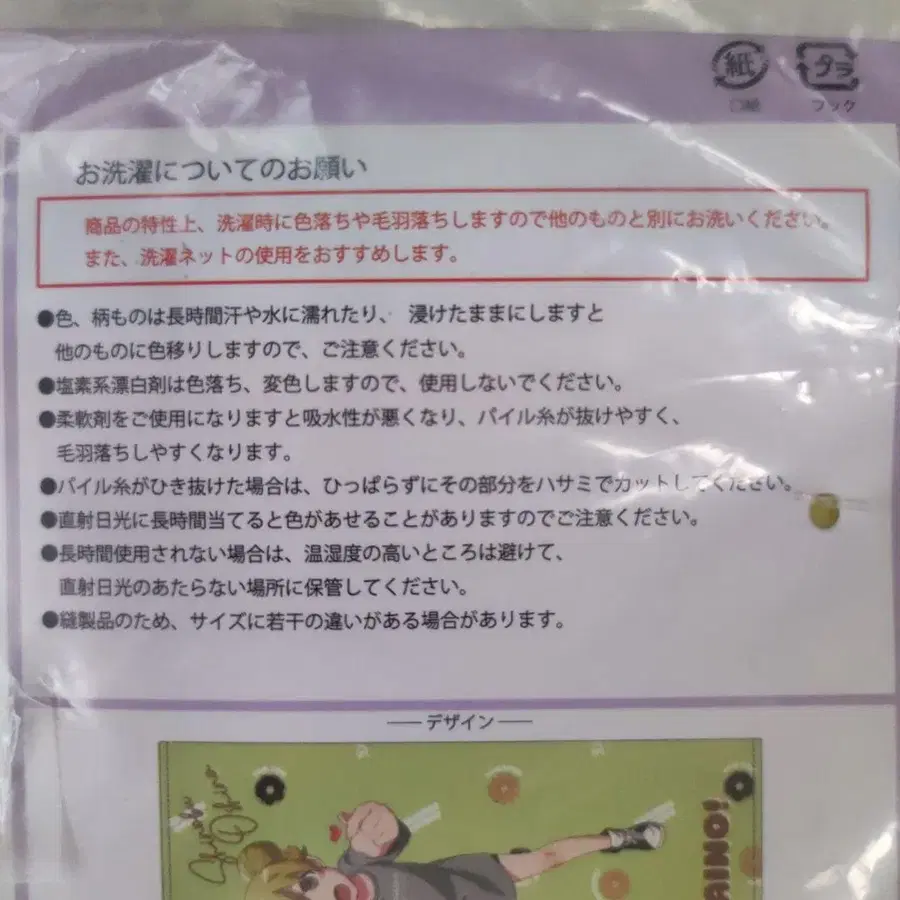 紙
タラ
フック
お洗濯についてのお願い
商品の特性上、洗濯時に色落ちや毛羽落ちしますので他のものと別にお洗いください。
また、洗濯ネットの使用をおすすめします。
●色、柄ものは長時間汗や水に濡れたり、 浸けたままにしますと
他のものに色移りしますので、ご注意ください。
●塩素系漂白剤は色落ち、変色しますので、使用しないでください。
●柔軟剤をご使用になりますと吸水性が悪くなり、パイル糸が抜けやすく、
毛羽落ちしやすくなります。
●パイル糸がひき抜けた場合は、ひっぱらずにその部分をハサミでカットしてください。
●直射日光に長時間当てると色があせることがありますのでご注意ください。
●長時間使用されない場合は、温湿度の高いところは避けて、
直射日光のあたらない場所に保管してください。
●縫製品のため、サイズに若干の違いがある場合があります。
デザイン